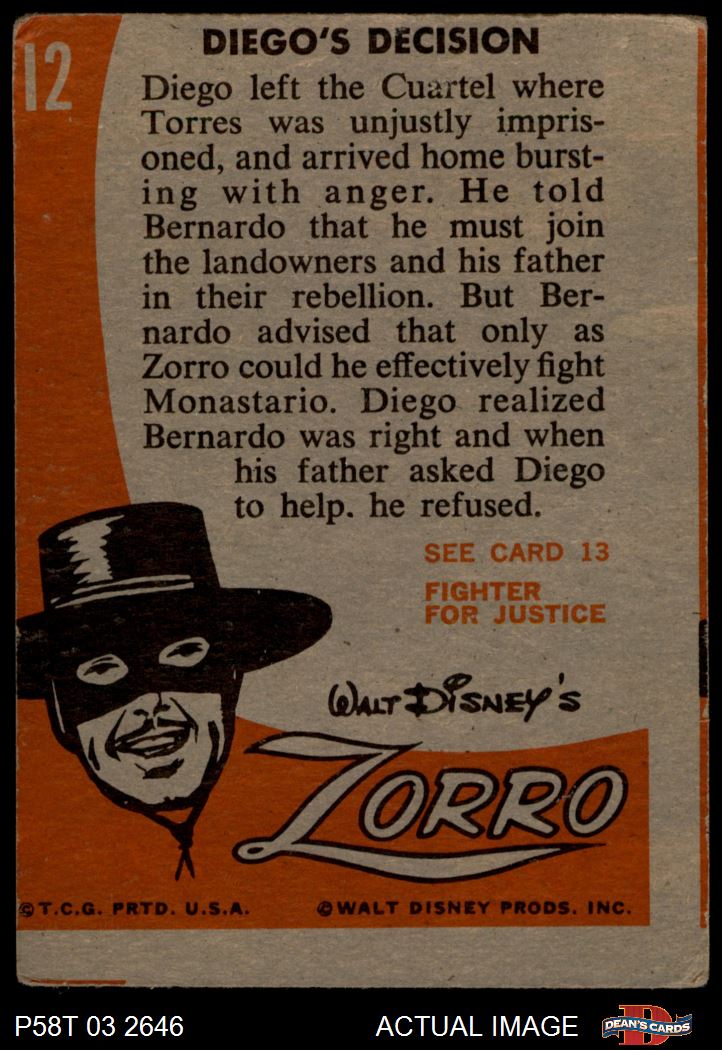 12
DIEGO'S DECISION
Diego left the Cuartel where
Torres was unjustly impris-
oned, and arrived home burst-
ing with anger. He told
Bernardo that he must join
the landowners and his father
in their rebellion. But Ber-
nardo advised that only as
Zorro could he effectively fight
Monastario. Diego realized
Bernardo was right and when
his father asked Diego
to help. he refused.
SEE CARD 13
FIGHTER
FOR JUSTICE
WALT DISNEY'S
ZORRO
©T.C.G. PRTD. U.S.A. ©WALT DISNEY PRODS. INC.
P58T 03 2646 ACTUAL IMAGE DEAN'S CARDS